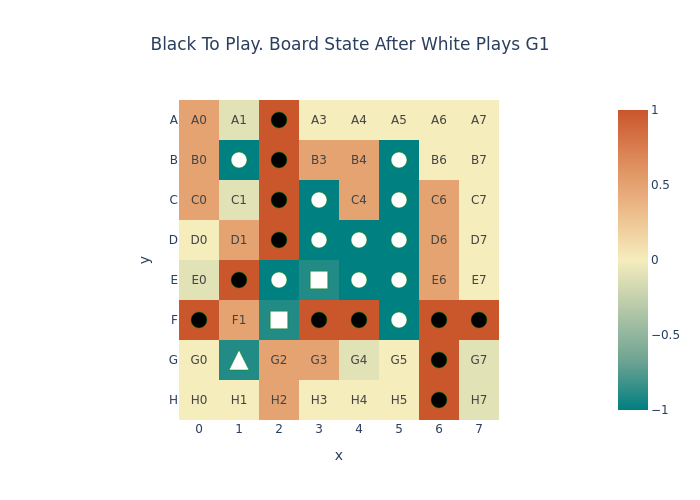 Black To Play. Board State After White Plays G1
A A0 A1 A3 A4 A5 A6 A7
B B0 B3 B4 B6 B7
C C0 C1 C4 C6 C7
D D0 D1 D6 D7
E E0 E6 E7
F F1
G G0 G2 G3 G4 G5 G7
H H0 H1 H2 H3 H4 H5 H7
0 1 2 3 4 5 6 7
x
y
1
0.5
0
−0.5
−1